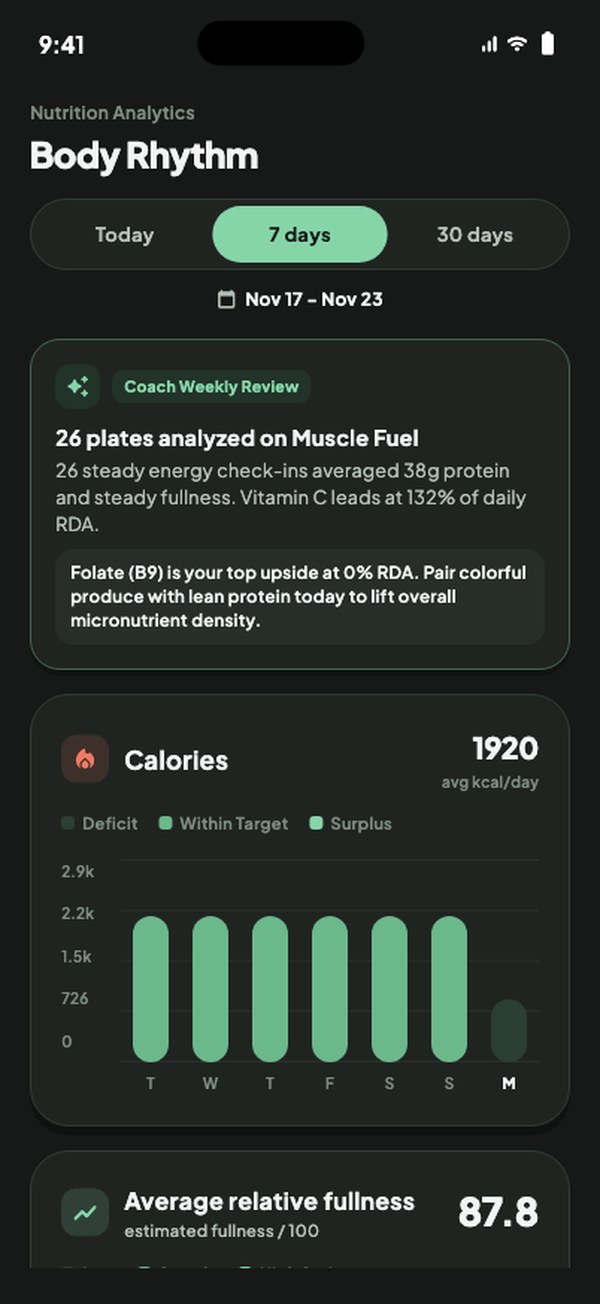 9:41
Nutrition Analytics
Body Rhythm
Today 7 days 30 days
Nov 17 – Nov 23
Coach Weekly Review
26 plates analyzed on Muscle Fuel
26 steady energy check-ins averaged 38g protein
and steady fullness. Vitamin C leads at 132% of daily
RDA.
Folate (B9) is your top upside at 0% RDA. Pair colorful
produce with lean protein today to lift overall
micronutrient density.
Calories 1920
avg kcal/day
Deficit Within Target Surplus
2.9k
2.2k
1.5k
726
0
T W T F S S M
Average relative fullness 87.8
estimated fullness / 100